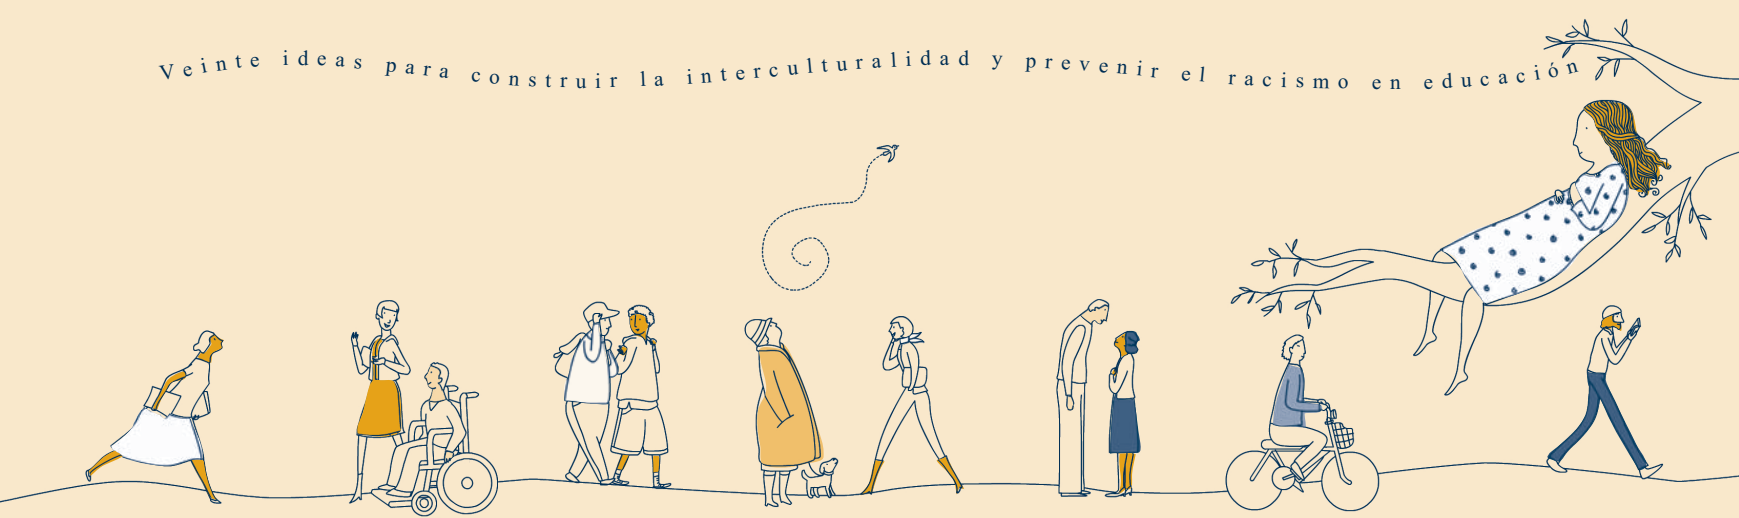 Veinte ideas para construir la interculturalidad y prevenir el racismo en educación